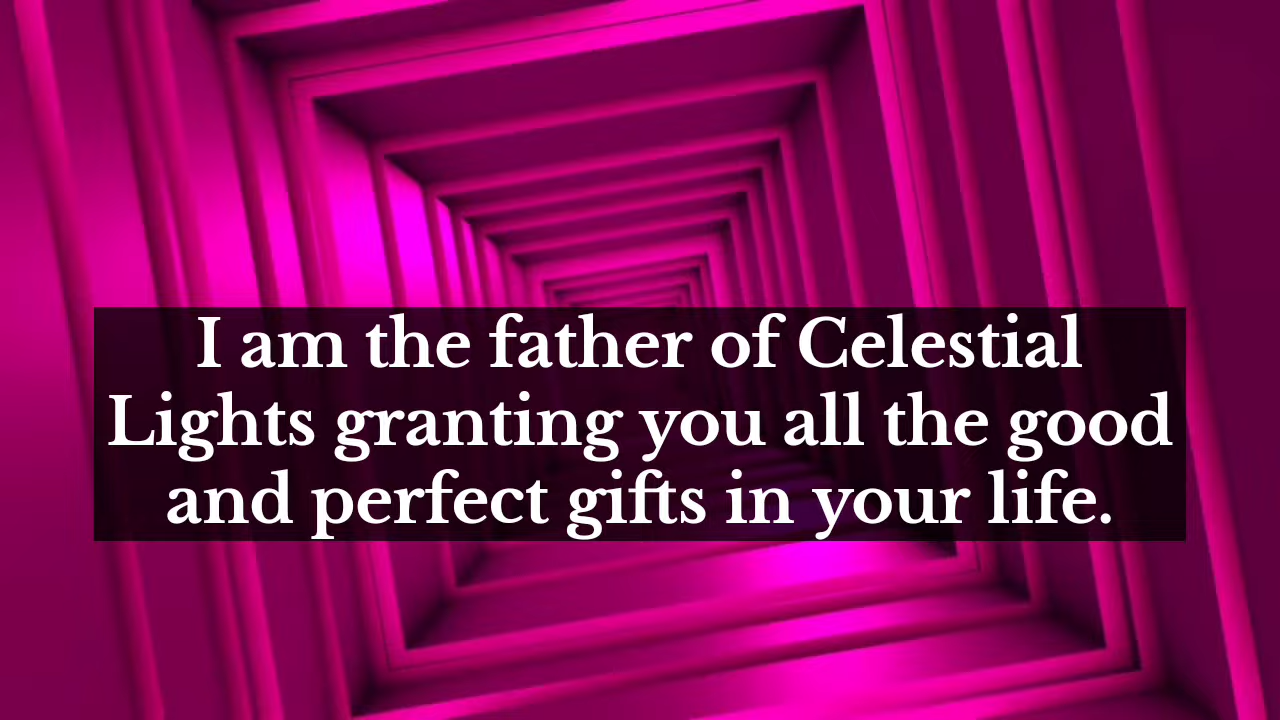 I am the father of Celestial
Lights granting you all the good
and perfect gifts in your life.